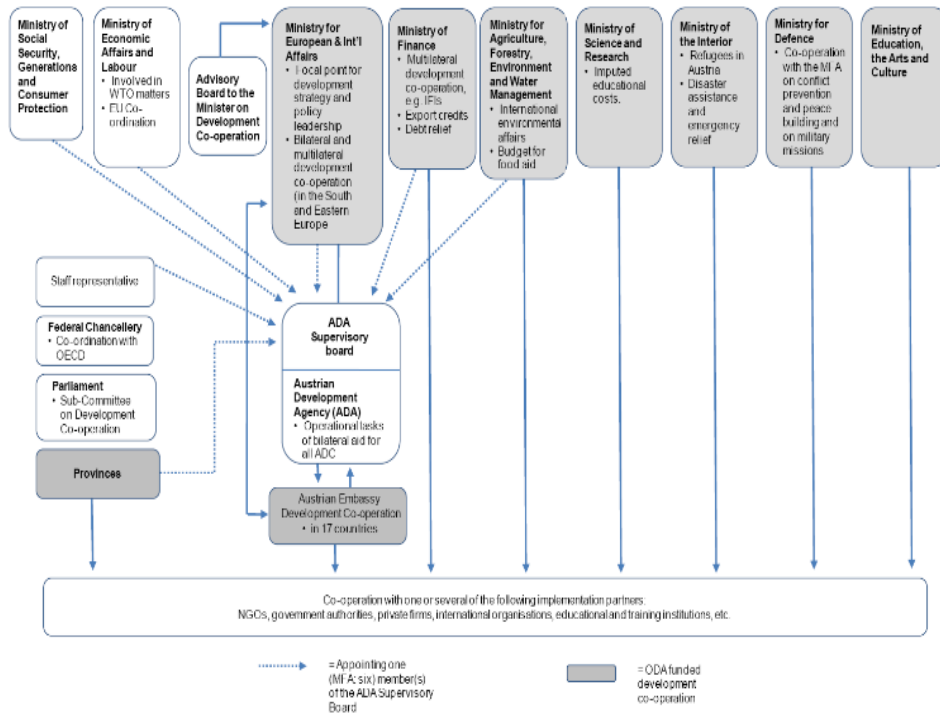 Ministry of
Social
Security,
Generations
and
Consumer
Protection
Ministry of
Economic
Affairs and
Labour
• Involved in
WTO matters
• EU Co-
ordination
Advisory
Board to the
Minister on
Development
Co-operation
Ministry for
European & Int'l
Affairs
• Focal point for
development
strategy and
policy
leadership
• Bilateral and
multilateral
development
co-operation
(in the South
and Eastern
Europe
Ministry of
Finance
• Multilateral
development
co-operation,
e.g. IFIs
• Export credits
• Debt relief
Ministry for
Agriculture,
Forestry,
Environment
and Water
Management
• International
environmental
affairs
• Budget for
food aid
Ministry of
Science and
Research
• Imputed
educational
costs.
Ministry of
the Interior
• Refugees in
Austria
• Disaster
assistance
and
emergency
relief
Ministry for
Defence
• Co-operation
with the MFA
on conflict
prevention
and peace
building and
on military
missions
Ministry of
Education,
the Arts and
Culture
Staff representative
Federal Chancellery
• Co-ordination with
OECD
Parliament
• Sub-Committee
on Development
Co-operation
Provinces
ADA
Supervisory
board
Austrian
Development
Agency (ADA)
• Operational tasks
of bilateral aid for
all ADC
Austrian Embassy
Development Co-operation
• in 17 countries
Co-operation with one or several of the following implementation partners:
NGOs, government authorities, private firms, international organisations, educational and training institutions, etc.
= Appointing one
(MFA: six) member(s)
of the ADA Supervisory
Board
= ODA funded
development
co-operation